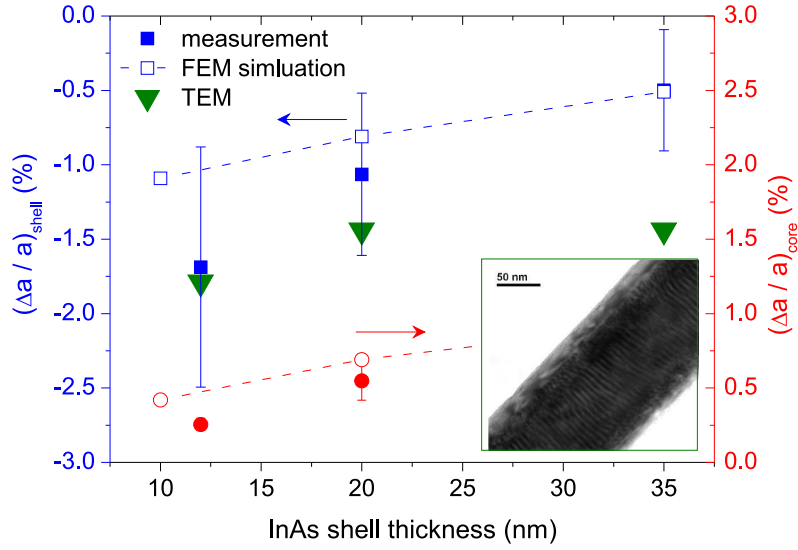 measurement
FEM simluation
TEM
0.0
-0.5
-1.0
-1.5
-2.0
-2.5
-3.0
(Δa / a)shell (%)
3.0
2.5
2.0
1.5
1.0
0.5
0.0
(Δa / a)core (%)
50 nm
10 15 20 25 30 35
InAs shell thickness (nm)